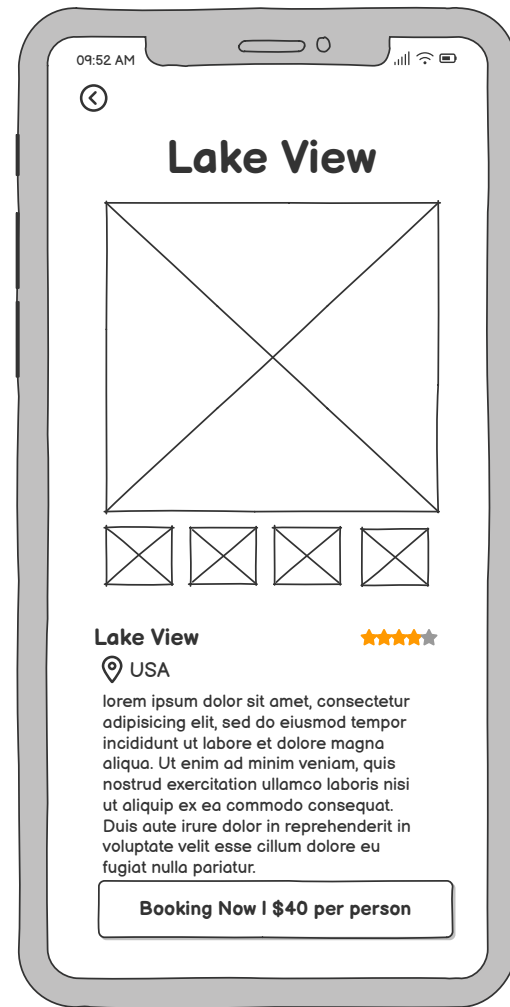 09:52 AM
Lake View
Lake View
USA
lorem ipsum dolor sit amet, consectetur
adipisicing elit, sed do eiusmod tempor
incididunt ut labore et dolore magna
aliqua. Ut enim ad minim veniam, quis
nostrud exercitation ullamco laboris nisi
ut aliquip ex ea commodo consequat.
Duis aute irure dolor in reprehenderit in
voluptate velit esse cillum dolore eu
fugiat nulla pariatur.
Booking Now | $40 per person